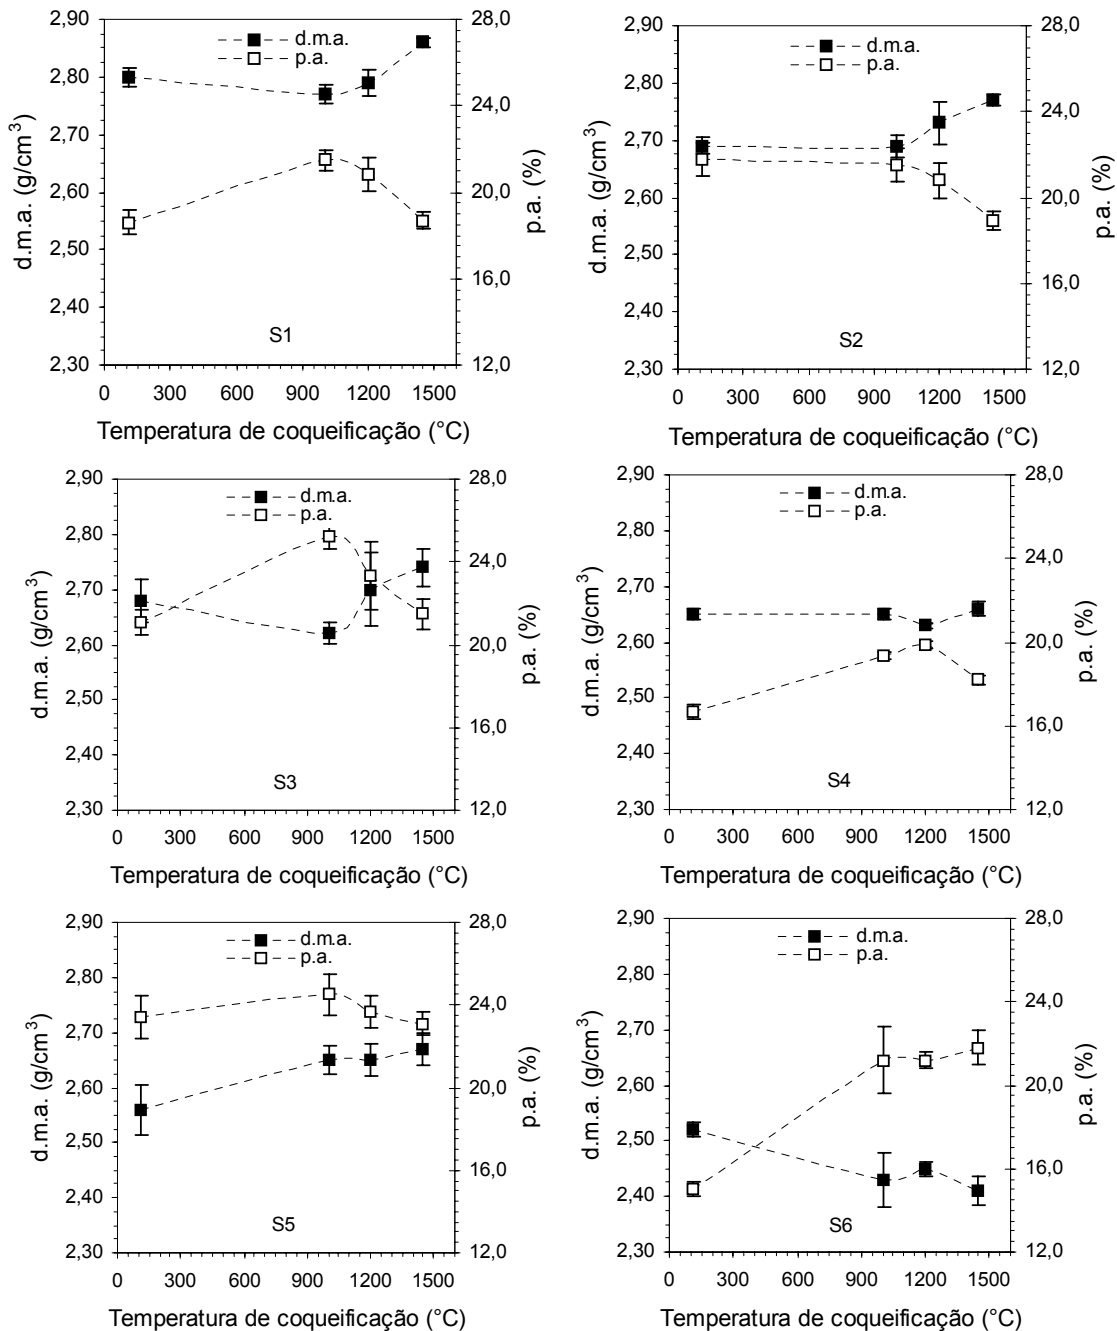 2,90
2,80
2,70
2,60
2,50
2,40
2,30
d.m.a. (g/cm³)
d.m.a.
p.a.
S1
28,0
24,0
20,0
16,0
12,0
p.a. (%)
0 300 600 900 1200 1500
Temperatura de coqueificação (°C)
2,90
2,80
2,70
2,60
2,50
2,40
2,30
d.m.a. (g/cm³)
d.m.a.
p.a.
S2
28,0
24,0
20,0
16,0
12,0
p.a. (%)
0 300 600 900 1200 1500
Temperatura de coqueificação (°C)
2,90
2,80
2,70
2,60
2,50
2,40
2,30
d.m.a. (g/cm³)
d.m.a.
p.a.
S3
28,0
24,0
20,0
16,0
12,0
p.a. (%)
0 300 600 900 1200 1500
Temperatura de coqueificação (°C)
2,90
2,80
2,70
2,60
2,50
2,40
2,30
d.m.a. (g/cm³)
d.m.a.
p.a.
S4
28,0
24,0
20,0
16,0
12,0
p.a. (%)
0 300 600 900 1200 1500
Temperatura de coqueificação (°C)
2,90
2,80
2,70
2,60
2,50
2,40
2,30
d.m.a. (g/cm³)
d.m.a.
p.a.
S5
28,0
24,0
20,0
16,0
12,0
p.a. (%)
0 300 600 900 1200 1500
Temperatura de coqueificação (°C)
2,90
2,80
2,70
2,60
2,50
2,40
2,30
d.m.a. (g/cm³)
d.m.a.
p.a.
S6
28,0
24,0
20,0
16,0
12,0
p.a. (%)
0 300 600 900 1200 1500
Temperatura de coqueificação (°C)